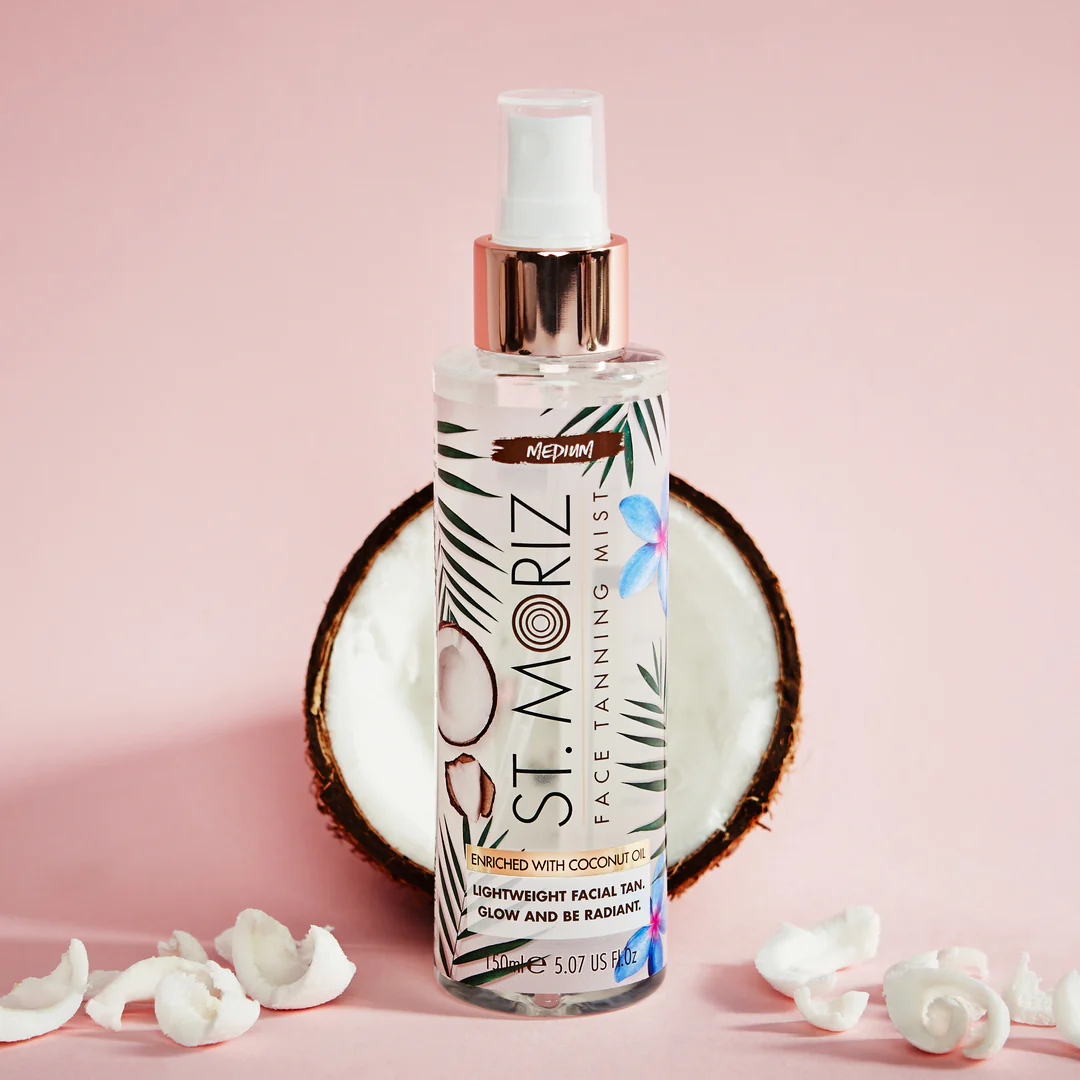 MEDIUM
ST. MORIZ
FACE TANNING MIST
ENRICHED WITH COCONUT OIL
LIGHTWEIGHT FACIAL TAN.
GLOW AND BE RADIANT.
150ml e 5.07 US Fl.Oz